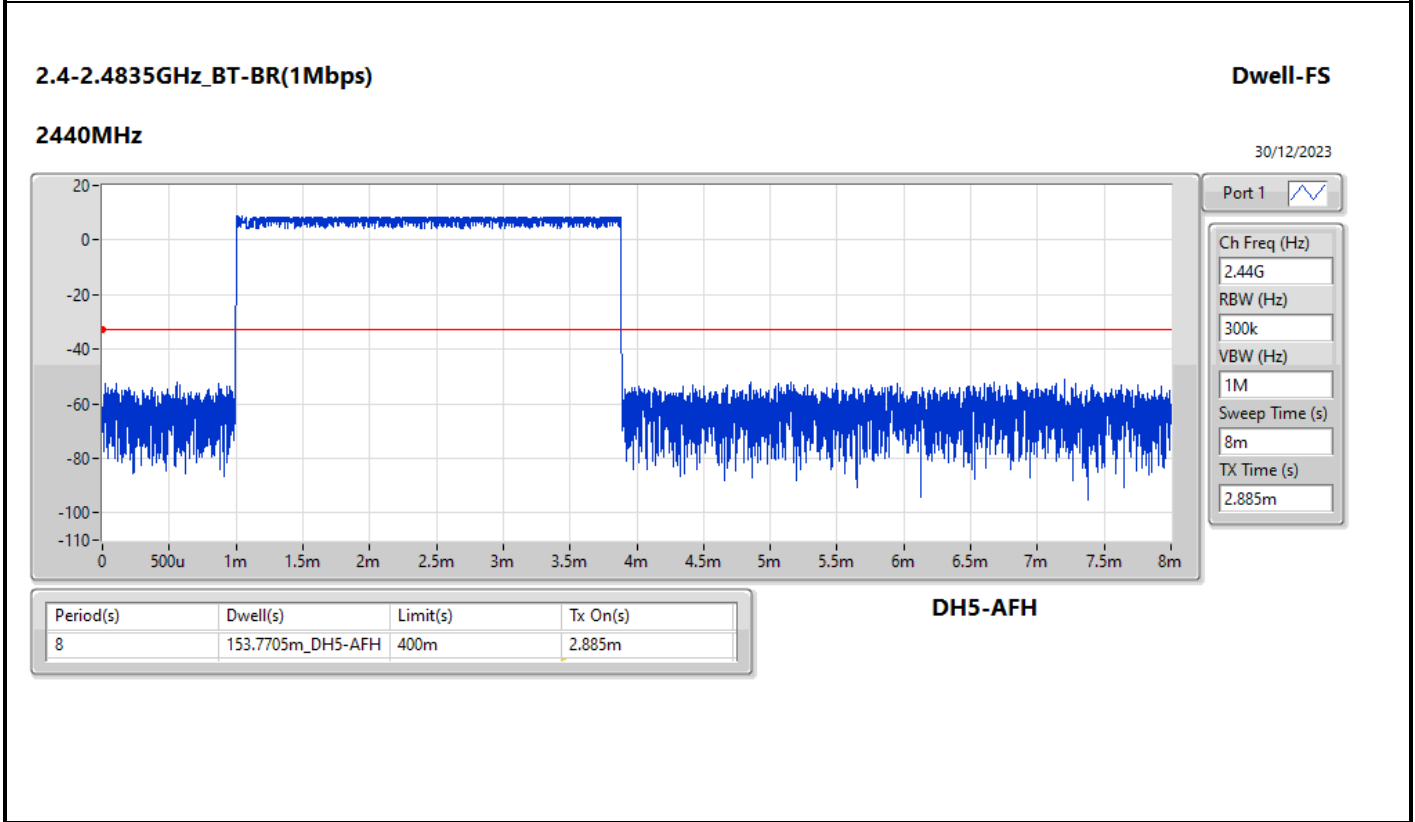 2.4-2.4835GHz_BT-BR(1Mbps) Dwell-FS
2440MHz
30/12/2023
20
0
-20
-40
-60
-80
-100
-110
0 500u 1m 1.5m 2m 2.5m 3m 3.5m 4m 4.5m 5m 5.5m 6m 6.5m 7m 7.5m 8m
Port 1
Ch Freq (Hz)
2.44G
RBW (Hz)
300k
VBW (Hz)
1M
Sweep Time (s)
8m
TX Time (s)
2.885m
Period(s) Dwell(s) Limit(s) Tx On(s)
8 153.7705m_DH5-AFH 400m 2.885m
DH5-AFH